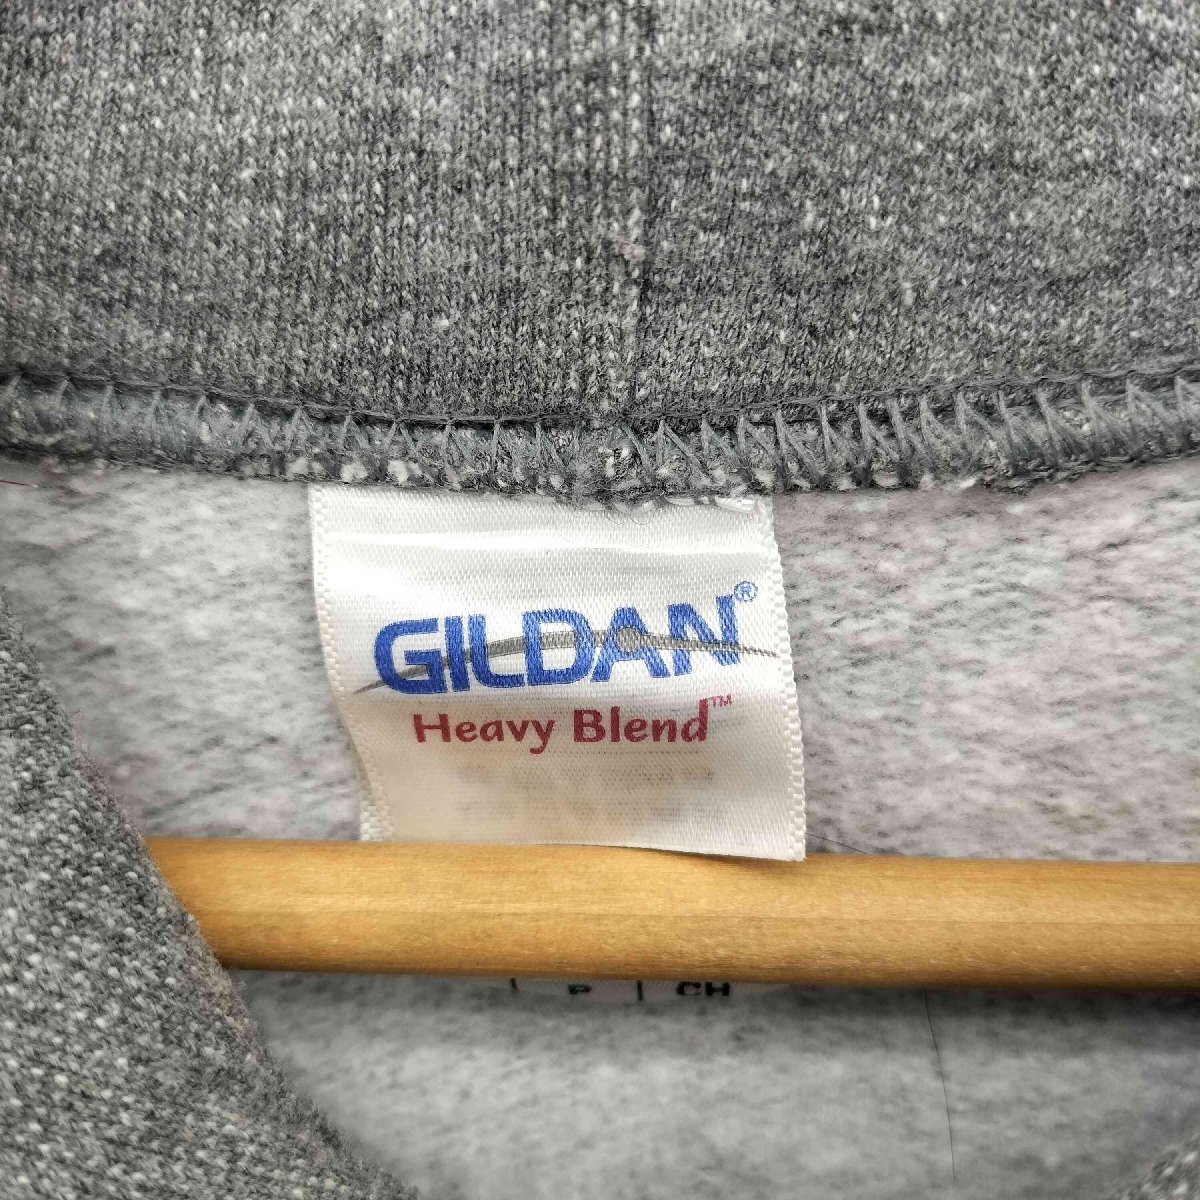 GILDAN®
Heavy Blend™
| P | CH